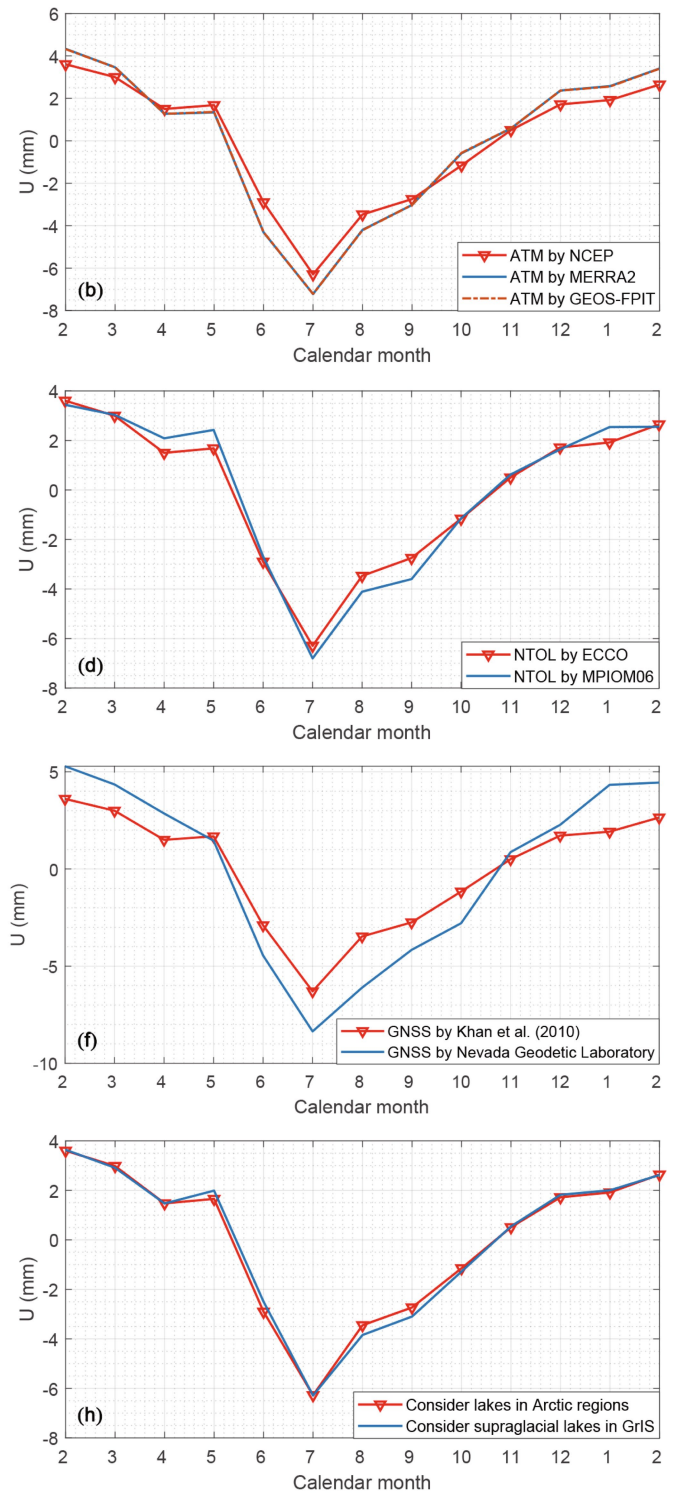 6
4
2
0
-2
-4
-6
-8
U (mm)
(b)
ATM by NCEP
ATM by MERRA2
ATM by GEOS-FPIT
2 3 4 5 6 7 8 9 10 11 12 1 2
Calendar month
4
2
0
-2
-4
-6
-8
U (mm)
(d)
NTOL by ECCO
NTOL by MPIOM06
2 3 4 5 6 7 8 9 10 11 12 1 2
Calendar month
5
0
-5
-10
U (mm)
(f)
GNSS by Khan et al. (2010)
GNSS by Nevada Geodetic Laboratory
2 3 4 5 6 7 8 9 10 11 12 1 2
Calendar month
4
2
0
-2
-4
-6
-8
U (mm)
(h)
Consider lakes in Arctic regions
Consider supraglacial lakes in GrIS
2 3 4 5 6 7 8 9 10 11 12 1 2
Calendar month